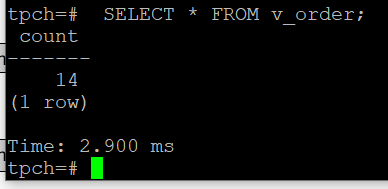 tpch=#  SELECT * FROM v_order;
 count
-------
    14
(1 row)
Time: 2.900 ms
tpch=#